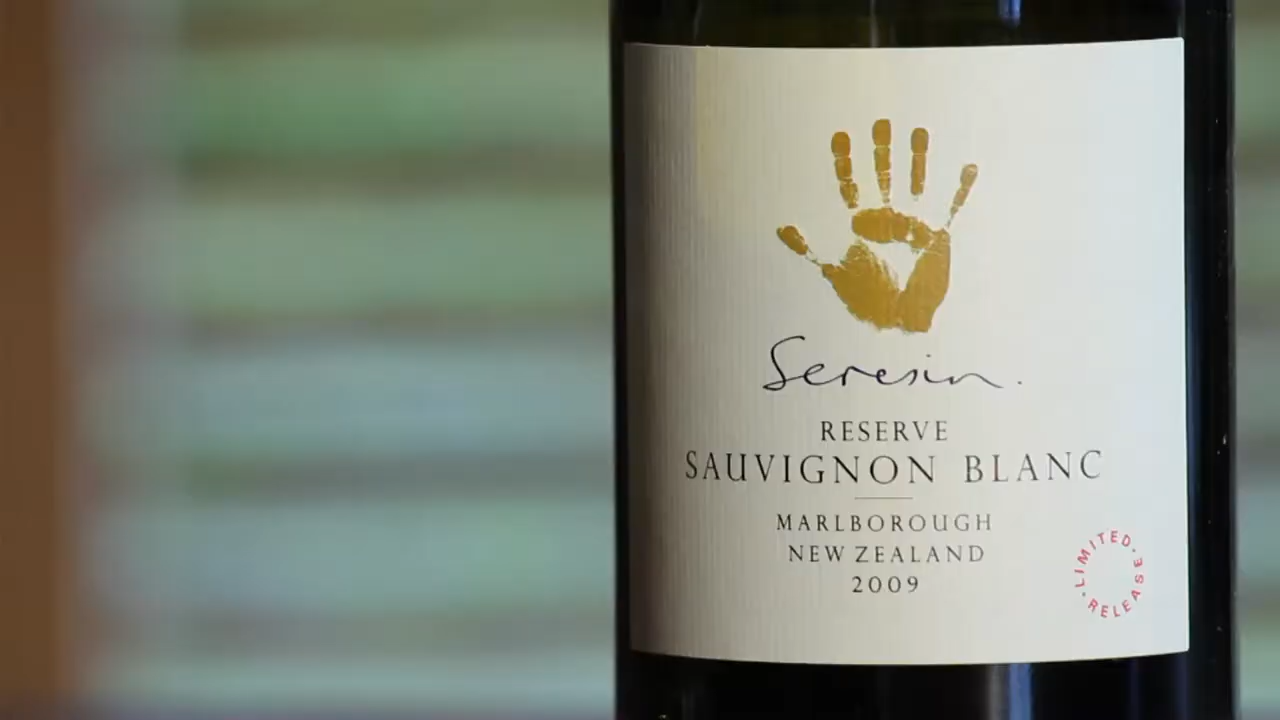 Seresin.
RESERVE
SAUVIGNON BLANC
MARLBOROUGH
NEW ZEALAND
2009
·LIMITED·
RELEASE